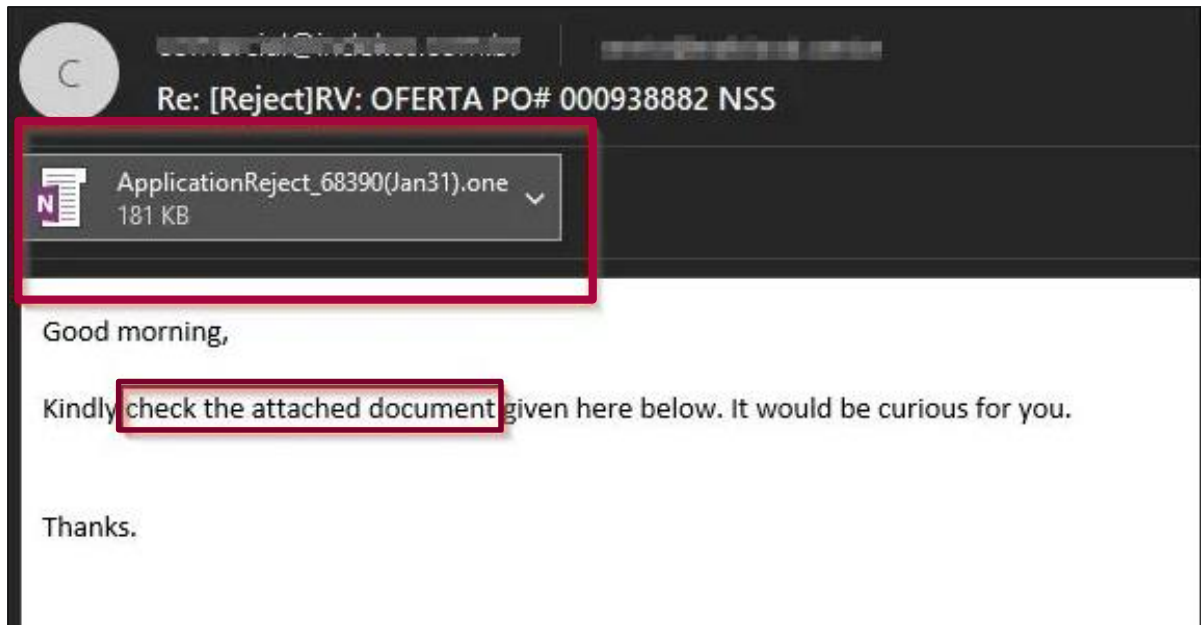 C
Re: [Reject]RV: OFERTA PO# 000938882 NSS
N
ApplicationReject_68390(Jan31).one
181 KB
Good morning,
Kindly check the attached document given here below. It would be curious for you.
Thanks.